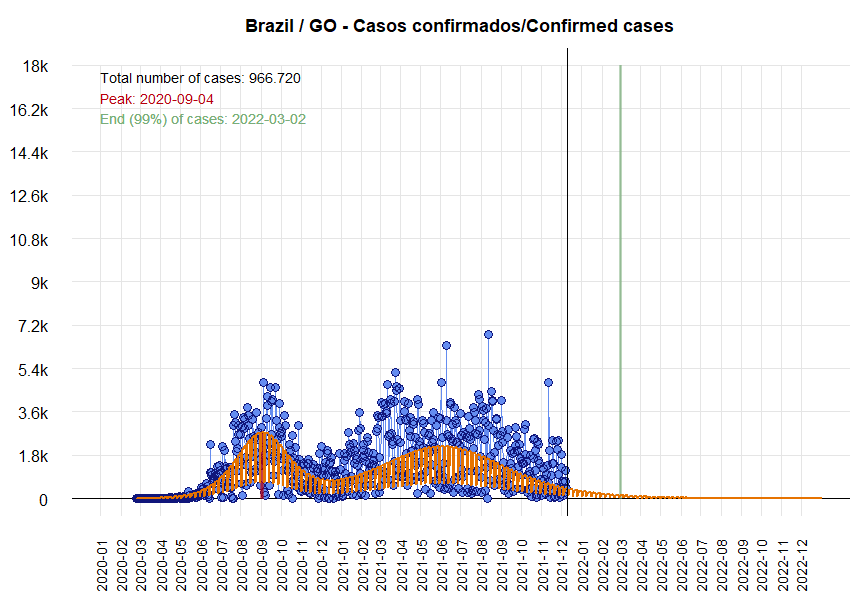 Brazil / GO - Casos confirmados/Confirmed cases
18k
Total number of cases: 966.720
Peak: 2020-09-04
16.2k
End (99%) of cases: 2022-03-02
14.4k
12.6k
10.8k
9k
7.2k
5.4k
3.6k
1.8k
0
2020-01
2020-02
2020-03
2020-04
2020-05
2020-06
2020-07
2020-08
2020-09
2020-10
2020-11
2020-12
2021-01
2021-02
2021-03
2021-04
2021-05
2021-06
2021-07
2021-08
2021-09
2021-10
2021-11
2021-12
2022-01
2022-02
2022-03
2022-04
2022-05
2022-06
2022-07
2022-08
2022-09
2022-10
2022-11
2022-12